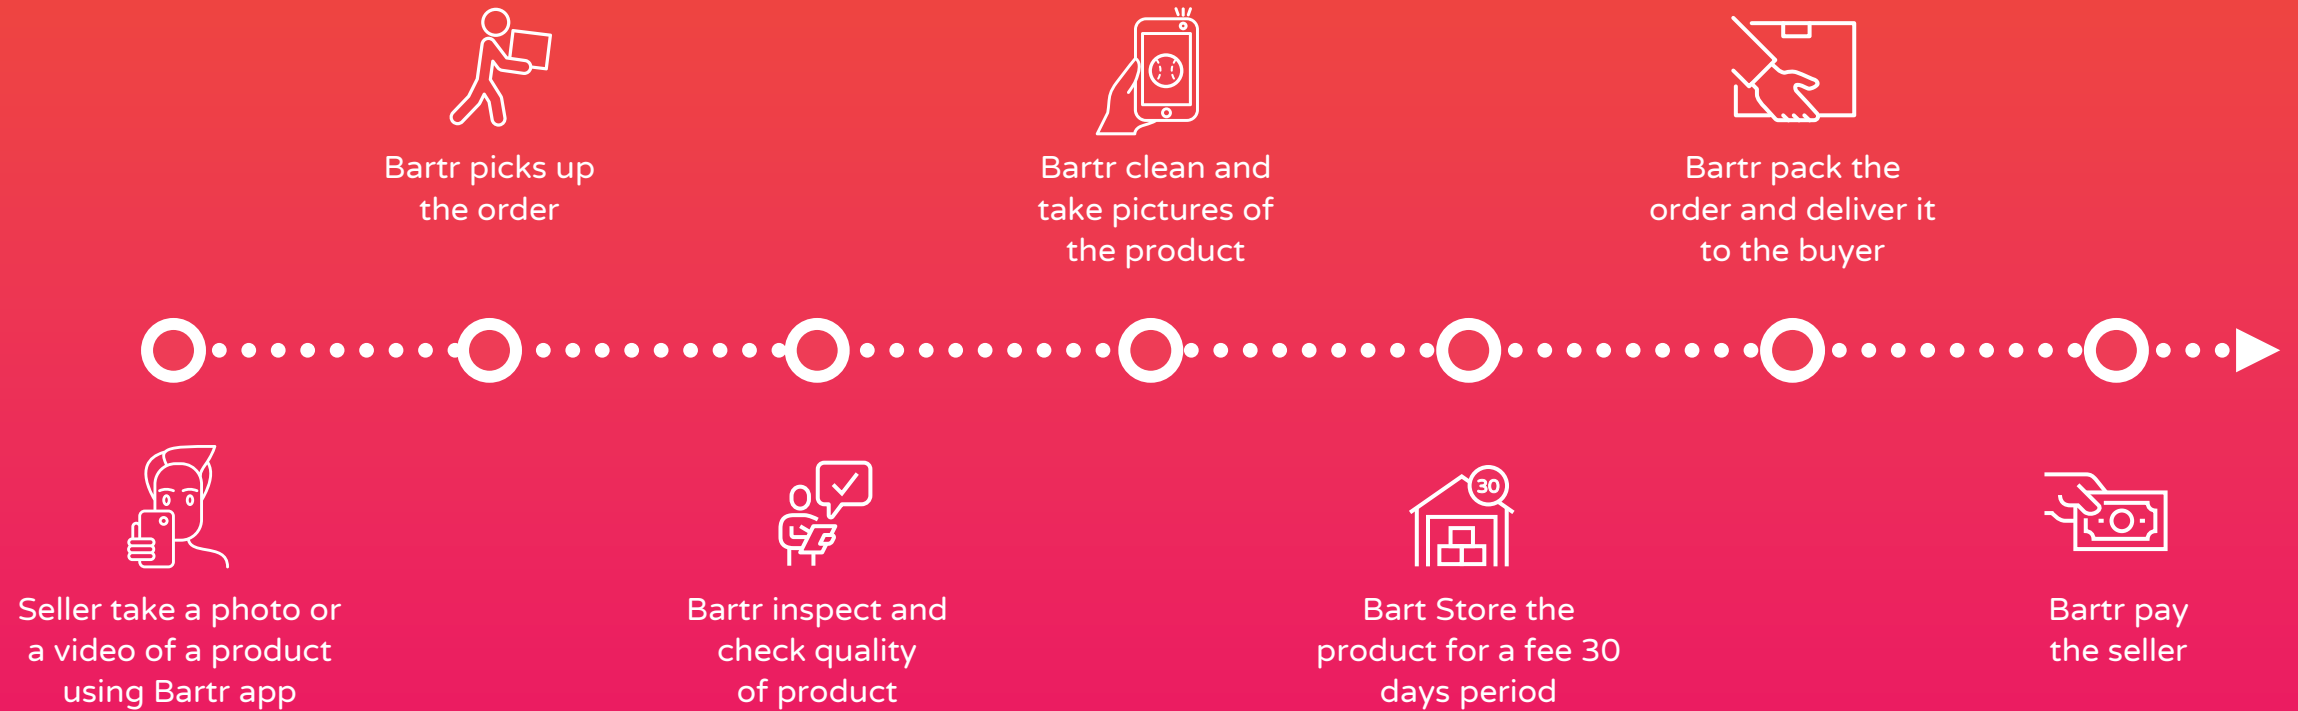 Bartr picks up
the order
Bartr clean and
take pictures of
the product
Bartr pack the
order and deliver it
to the buyer
Seller take a photo or
a video of a product
using Bartr app
Bartr inspect and
check quality
of product
30
Bart Store the
product for a fee 30
days period
Bartr pay
the seller